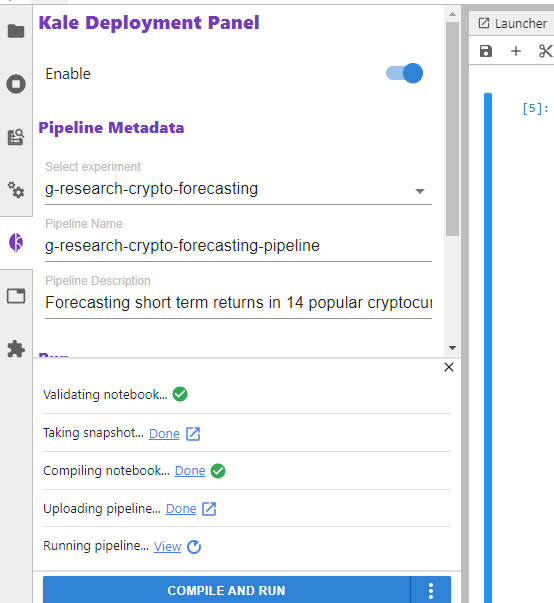 Kale Deployment Panel
Launcher
Enable
[5]:
Pipeline Metadata
Select experiment
g-research-crypto-forecasting
Pipeline Name
g-research-crypto-forecasting-pipeline
Pipeline Description
Forecasting short term returns in 14 popular
Validating notebook...
Taking snapshot... Done
Compiling notebook... Done
Uploading pipeline... Done
Running pipeline... View
COMPILE AND RUN